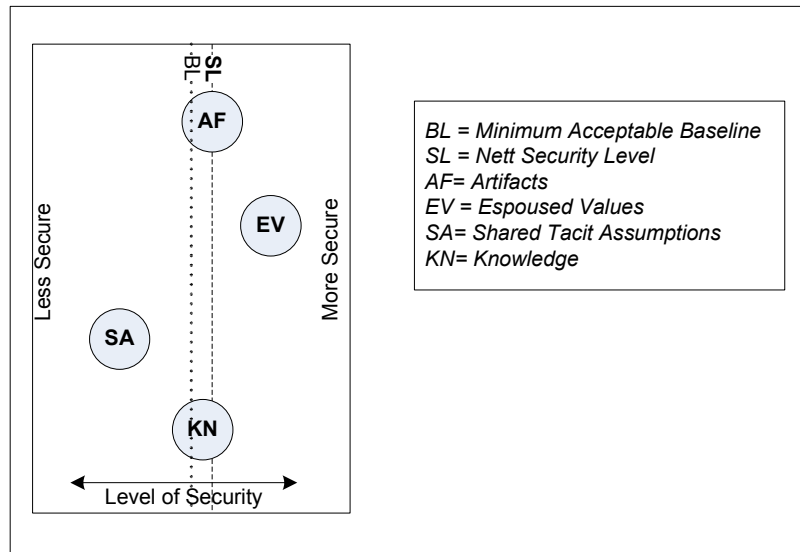 BL
SL
AF
EV
SA
KN
Less Secure
More Secure
Level of Security
BL = Minimum Acceptable Baseline
SL = Nett Security Level
AF= Artifacts
EV = Espoused Values
SA= Shared Tacit Assumptions
KN= Knowledge